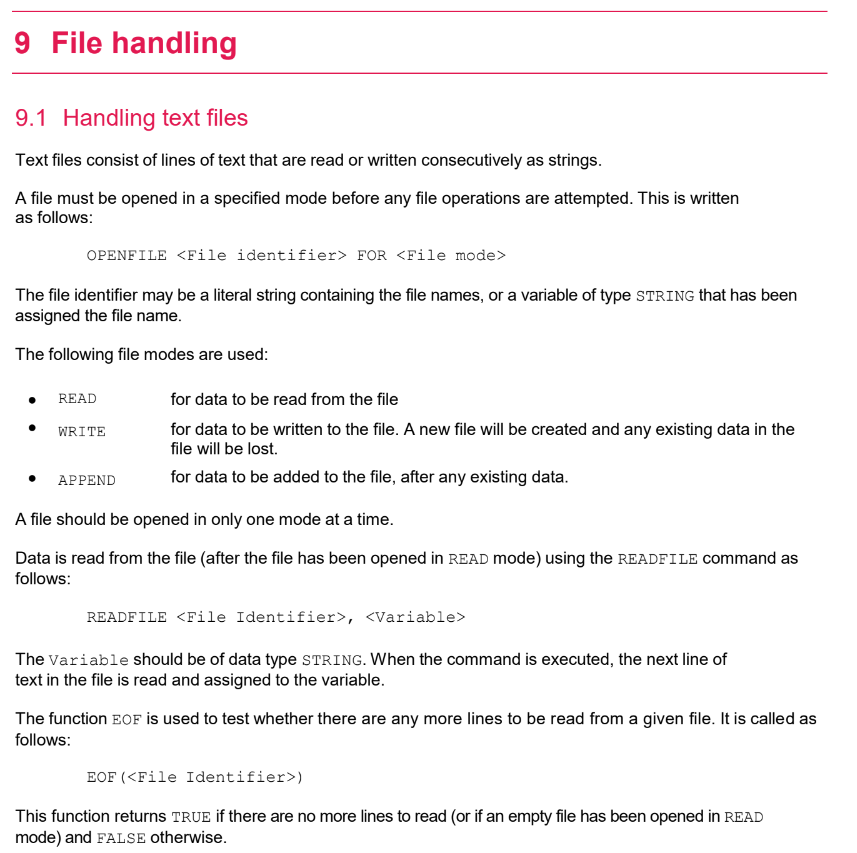 9 File handling
9.1 Handling text files
Text files consist of lines of text that are read or written consecutively as strings.
A file must be opened in a specified mode before any file operations are attempted. This is written
as follows:
OPENFILE <File identifier> FOR <File mode>
The file identifier may be a literal string containing the file names, or a variable of type STRING that has been
assigned the file name.
The following file modes are used:
• READ for data to be read from the file
• WRITE for data to be written to the file. A new file will be created and any existing data in the
file will be lost.
• APPEND for data to be added to the file, after any existing data.
A file should be opened in only one mode at a time.
Data is read from the file (after the file has been opened in READ mode) using the READFILE command as
follows:
READFILE <File Identifier>, <Variable>
The Variable should be of data type STRING. When the command is executed, the next line of
text in the file is read and assigned to the variable.
The function EOF is used to test whether there are any more lines to be read from a given file. It is called as
follows:
EOF(<File Identifier>)
This function returns TRUE if there are no more lines to read (or if an empty file has been opened in READ
mode) and FALSE otherwise.